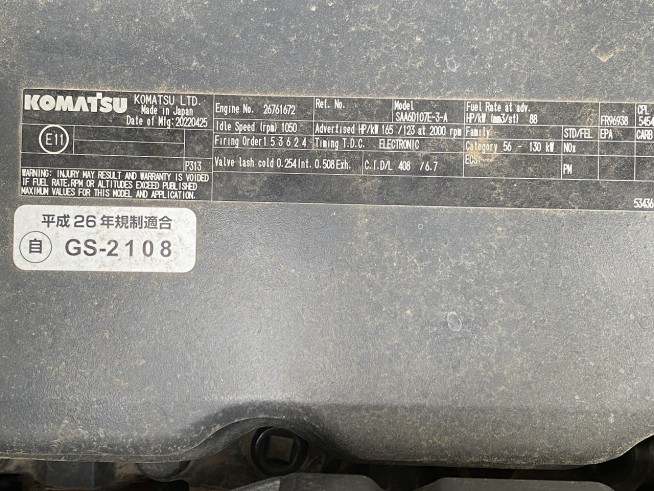 KOMATSU KOMATSU LTD.
Made in Japan
Date of Mfg. 20220425
Engine No. 26761672
Ref. No.
Model SAA6D107E-3-A
Fuel Rate at adv. HP/kW (mm3/st) 88
FR96938
CPL
Idle Speed (rpm) 1050
Advertised HP/kW 165 /123 at 2000 rpm
Family
STD/FEL
EPA
CARB
Firing Order 1 5 3 6 2 4
Timing T.D.C. ELECTRONIC
Category 56 - 130 kW
NOx
E11
P313
Valve lash cold 0.254 Int. 0.508 Exh.
C.I.D/L 408 /6.7
ECS
PM
WARNING: INJURY MAY RESULT AND WARRANTY IS VOIDED
IF FUEL RATE,RPM OR ALTITUDES EXCEED PUBLISHED
MAXIMUM VALUES FOR THIS MODEL AND APPLICATION.
53436
平成26年規制適合
自 GS-2108